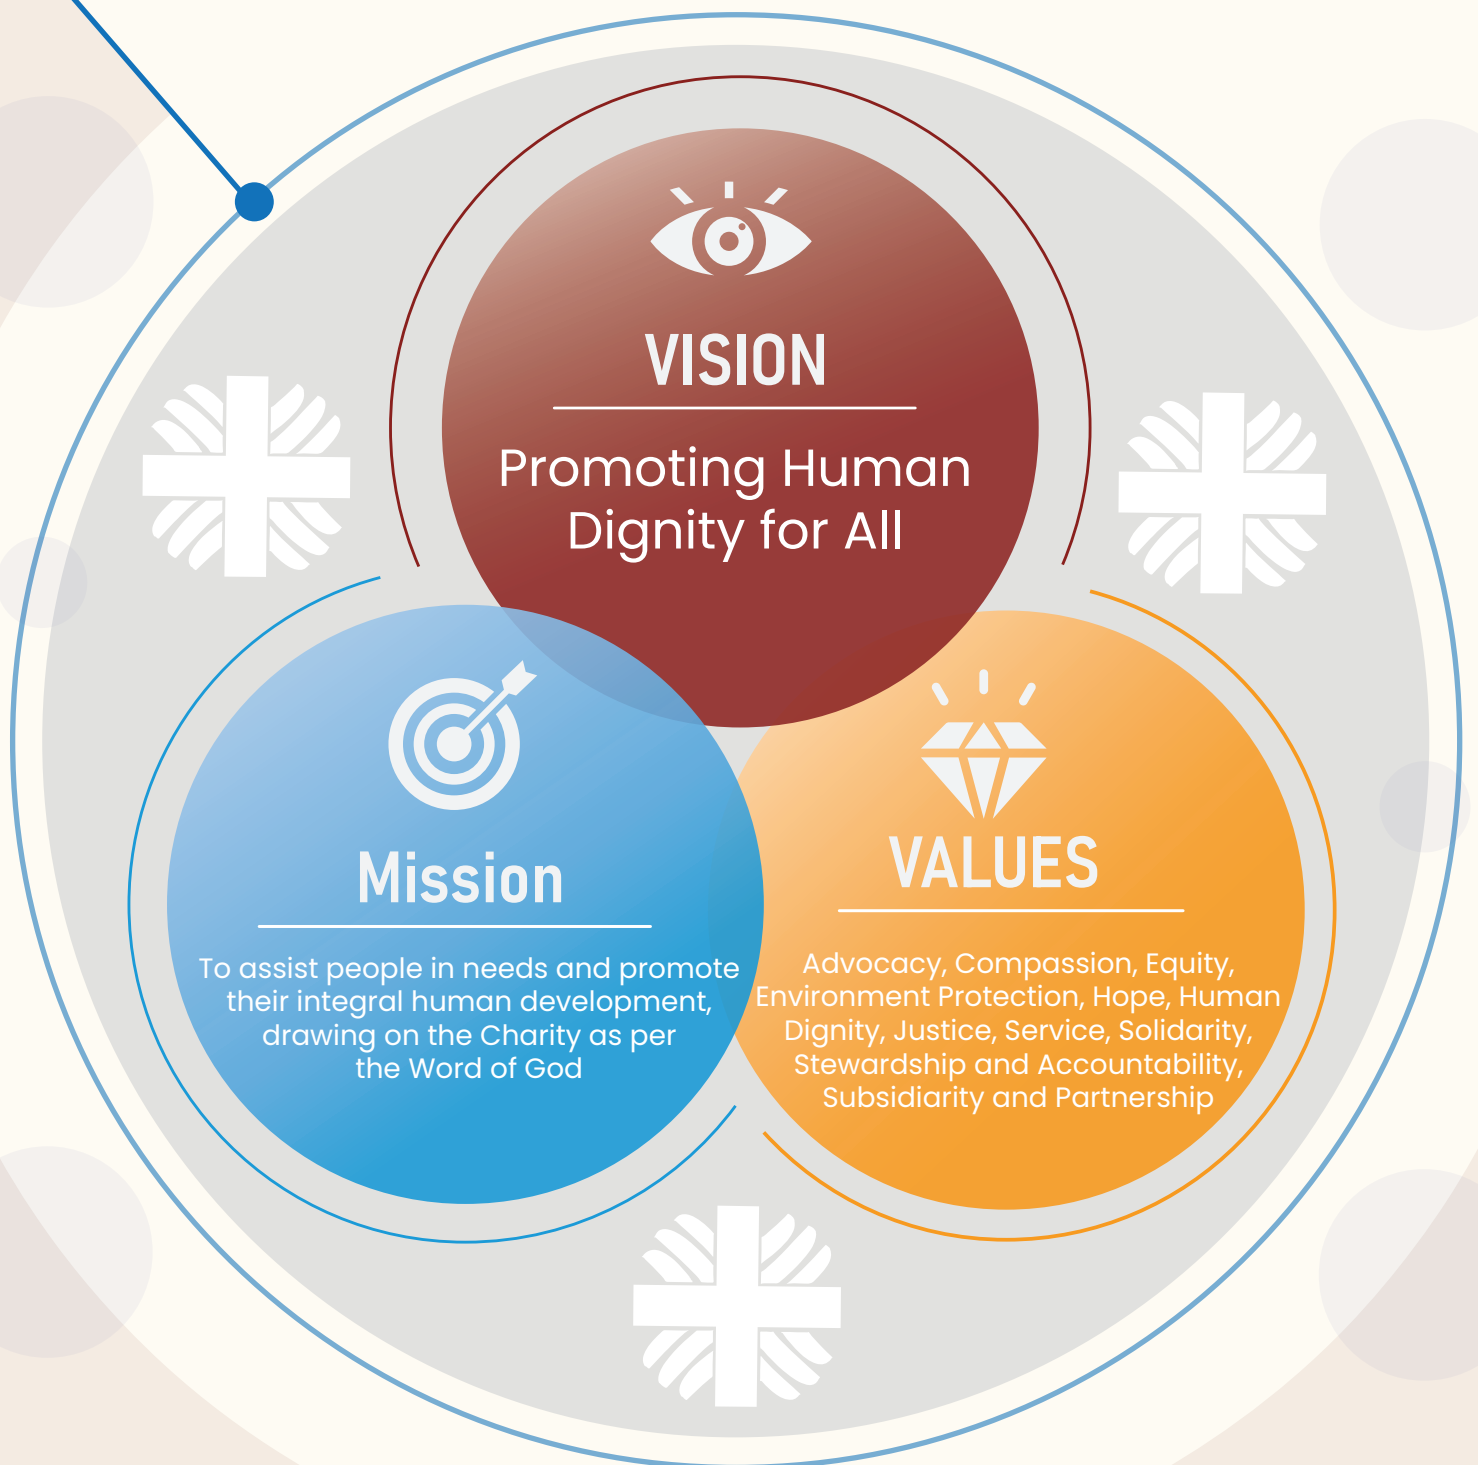 VISION
Promoting Human
Dignity for All
Mission
To assist people in needs and promote
their integral human development,
drawing on the Charity as per
the Word of God
VALUES
Advocacy, Compassion, Equity,
Environment Protection, Hope, Human
Dignity, Justice, Service, Solidarity,
Stewardship and Accountability,
Subsidiarity and Partnership